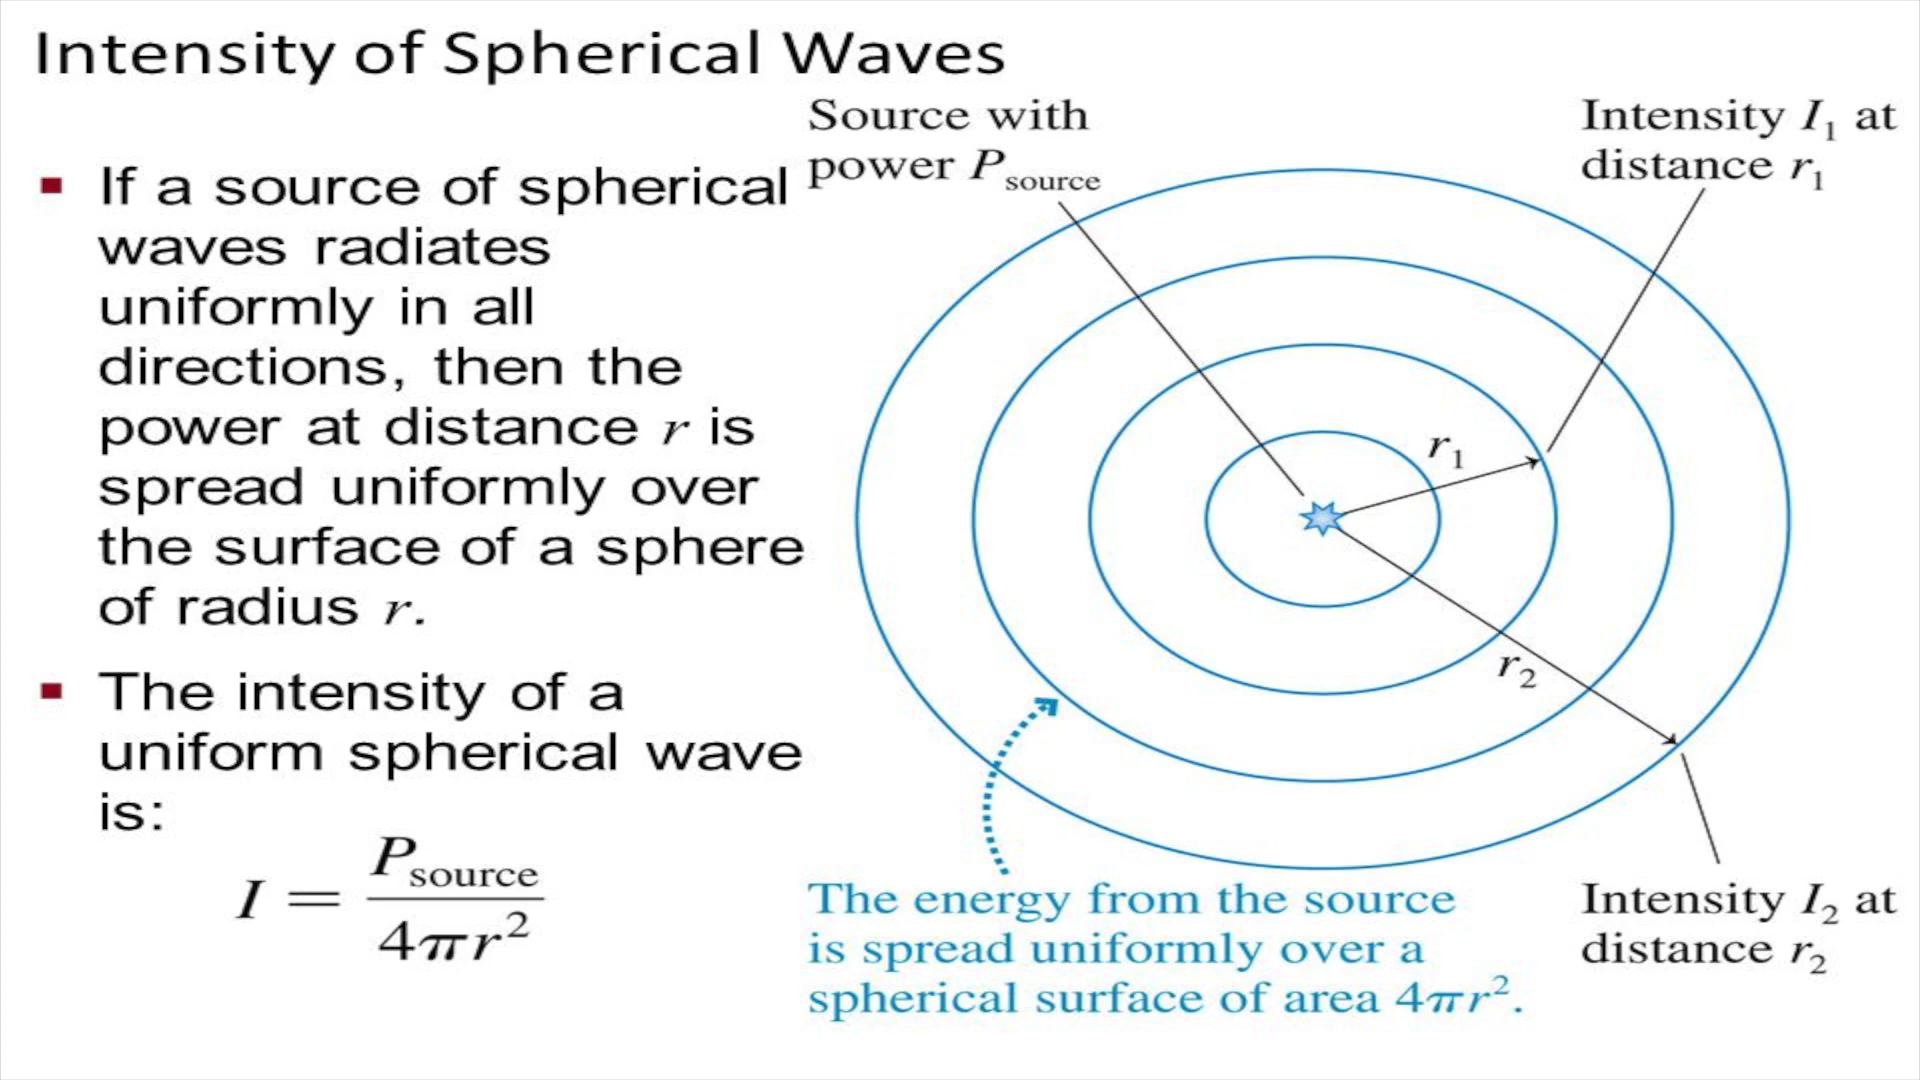 Intensity of Spherical Waves
▪ If a source of spherical
waves radiates
uniformly in all
directions, then the
power at distance r is
spread uniformly over
the surface of a sphere
of radius r.
▪ The intensity of a
uniform spherical wave
is:
I = P_source / 4πr²
Source with
power P_source
Intensity I₁ at
distance r₁
r₁
r₂
The energy from the source
is spread uniformly over a
spherical surface of area 4πr².
Intensity I₂ at
distance r₂